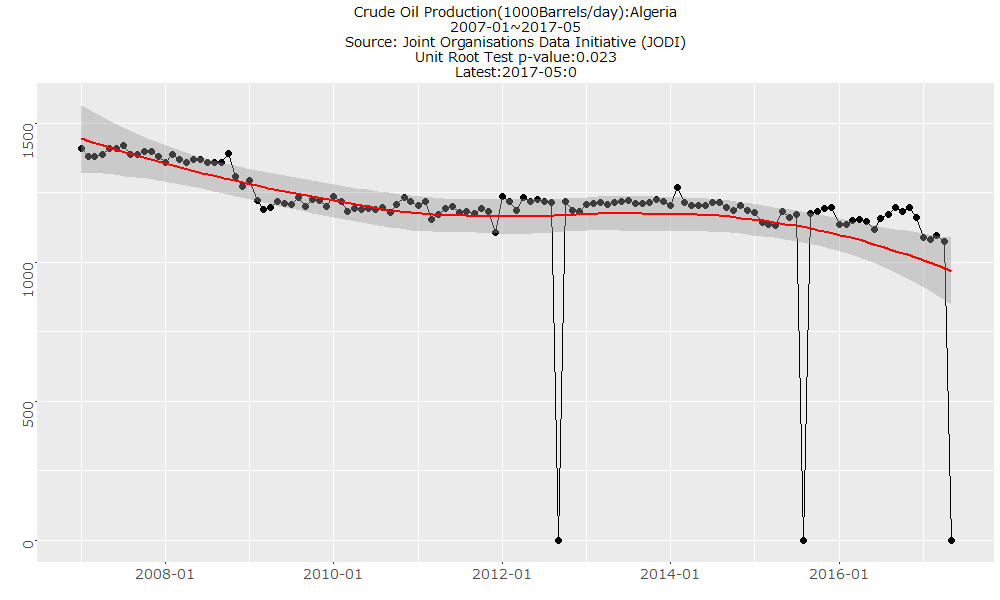 Crude Oil Production(1000Barrels/day):Algeria
2007-01~2017-05
Source: Joint Organisations Data Initiative (JODI)
Unit Root Test p-value:0.023
Latest:2017-05:0
1500
1000
500
0
2008-01
2010-01
2012-01
2014-01
2016-01